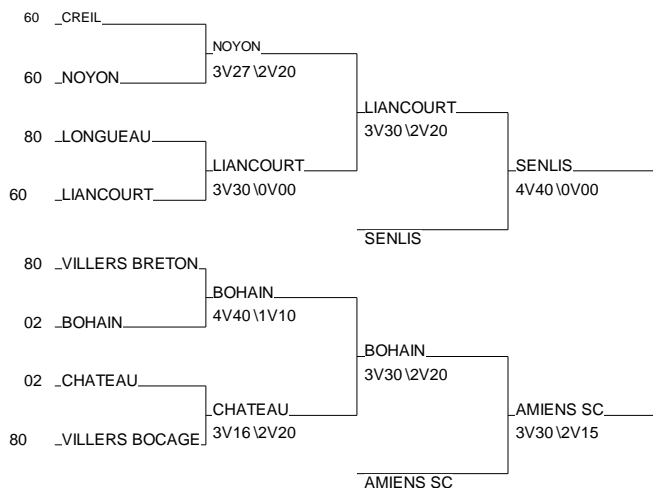 60 CREIL
NOYON
60 NOYON
3V27 \2V20
LIANCOURT
80 LONGUEAU
3V30 \2V20
LIANCOURT
SENLIS
60 LIANCOURT
3V30 \0V00
4V40 \0V00
SENLIS
80 VILLERS BRETON
BOHAIN
02 BOHAIN
4V40 \1V10
BOHAIN
3V30 \2V20
02 CHATEAU
CHATEAU
AMIENS SC
80 VILLERS BOCAGE
3V16 \2V20
3V30 \2V15
AMIENS SC